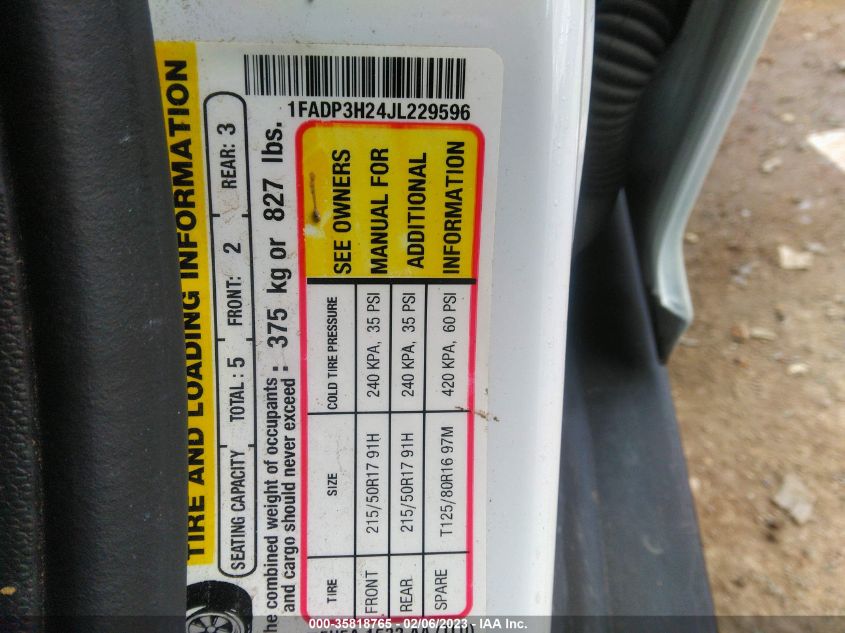 TIRE AND LOADING INFORMATION
SEATING CAPACITY TOTAL : 5 FRONT: 2 REAR: 3
he combined weight of occupants
and cargo should never exceed : 375 kg or 827 lbs.
TIRE SIZE COLD TIRE PRESSURE
FRONT 215/50R17 91H 240 KPA, 35 PSI
REAR. 215/50R17 91H 240 KPA, 35 PSI
SPARE T125/80R16 97M 420 KPA, 60 PSI
SEE OWNERS
MANUAL FOR
ADDITIONAL
INFORMATION
1FADP3H24JL229596
000-35818765 - 02/06/2023 - IAAI Inc.